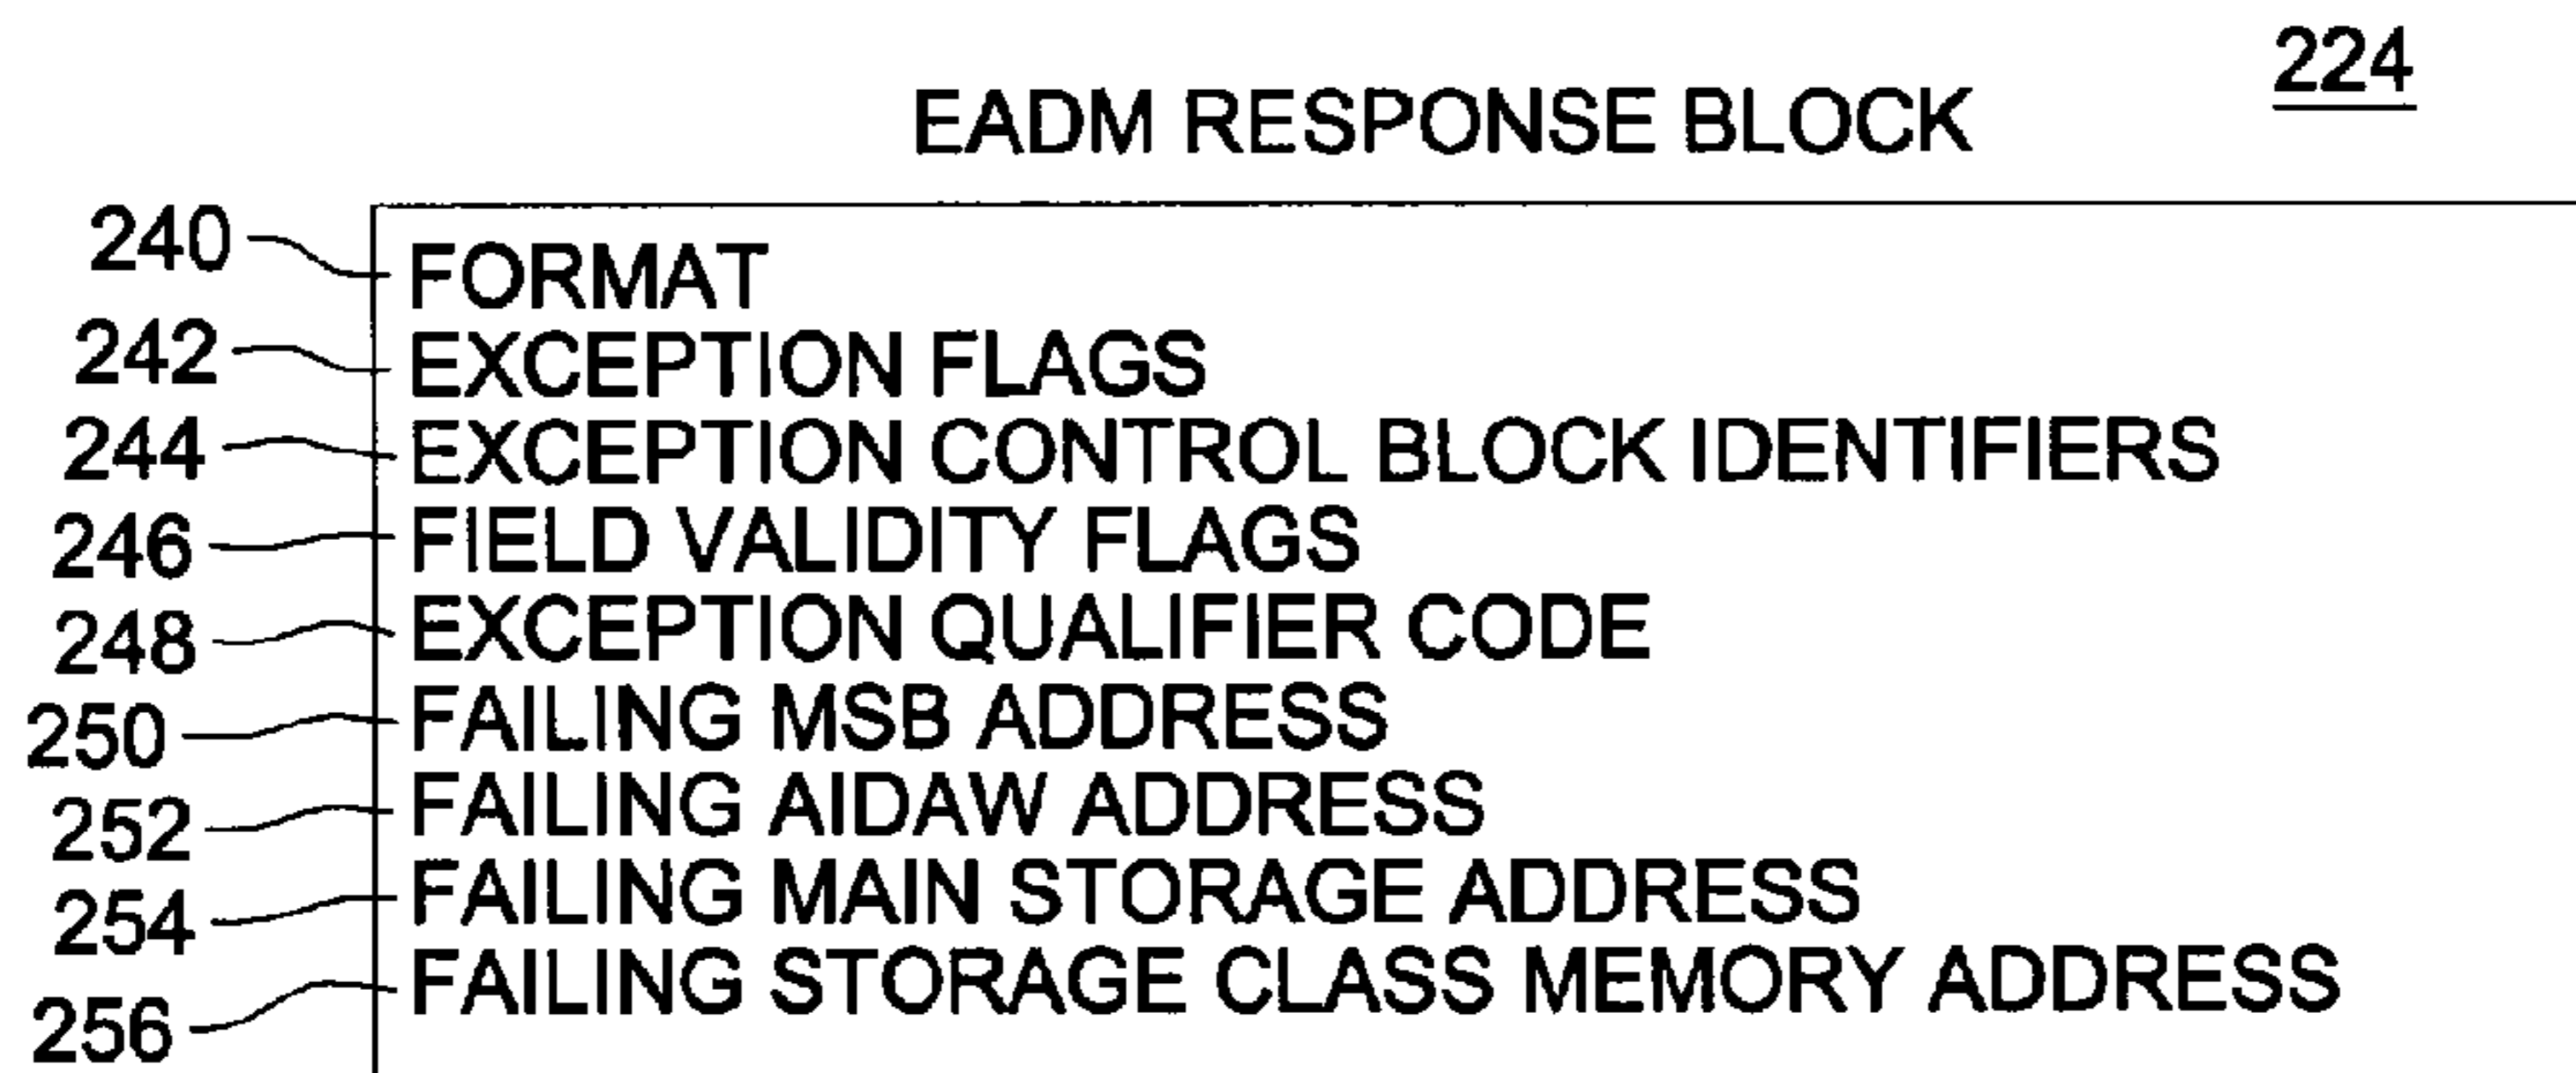 224
EADM RESPONSE BLOCK
240 FORMAT
242 EXCEPTION FLAGS
244 EXCEPTION CONTROL BLOCK IDENTIFIERS
246 FIELD VALIDITY FLAGS
248 EXCEPTION QUALIFIER CODE
250 FAILING MSB ADDRESS
252 FAILING AIDAW ADDRESS
254 FAILING MAIN STORAGE ADDRESS
256 FAILING STORAGE CLASS MEMORY ADDRESS